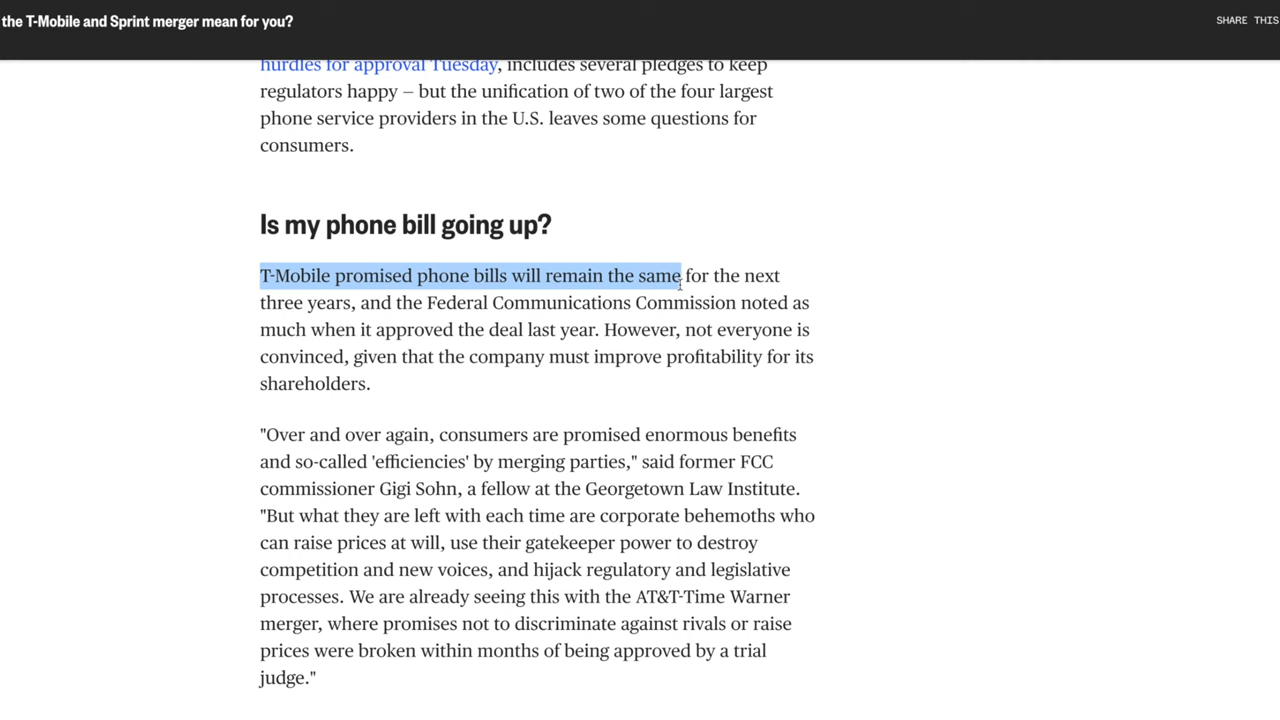 the T-Mobile and Sprint merger mean for you?
SHARE THIS
hurdles for approval Tuesday, includes several pledges to keep
regulators happy — but the unification of two of the four largest
phone service providers in the U.S. leaves some questions for
consumers.
Is my phone bill going up?
T-Mobile promised phone bills will remain the same for the next
three years, and the Federal Communications Commission noted as
much when it approved the deal last year. However, not everyone is
convinced, given that the company must improve profitability for its
shareholders.
"Over and over again, consumers are promised enormous benefits
and so-called 'efficiencies' by merging parties," said former FCC
commissioner Gigi Sohn, a fellow at the Georgetown Law Institute.
"But what they are left with each time are corporate behemoths who
can raise prices at will, use their gatekeeper power to destroy
competition and new voices, and hijack regulatory and legislative
processes. We are already seeing this with the AT&T-Time Warner
merger, where promises not to discriminate against rivals or raise
prices were broken within months of being approved by a trial
judge."